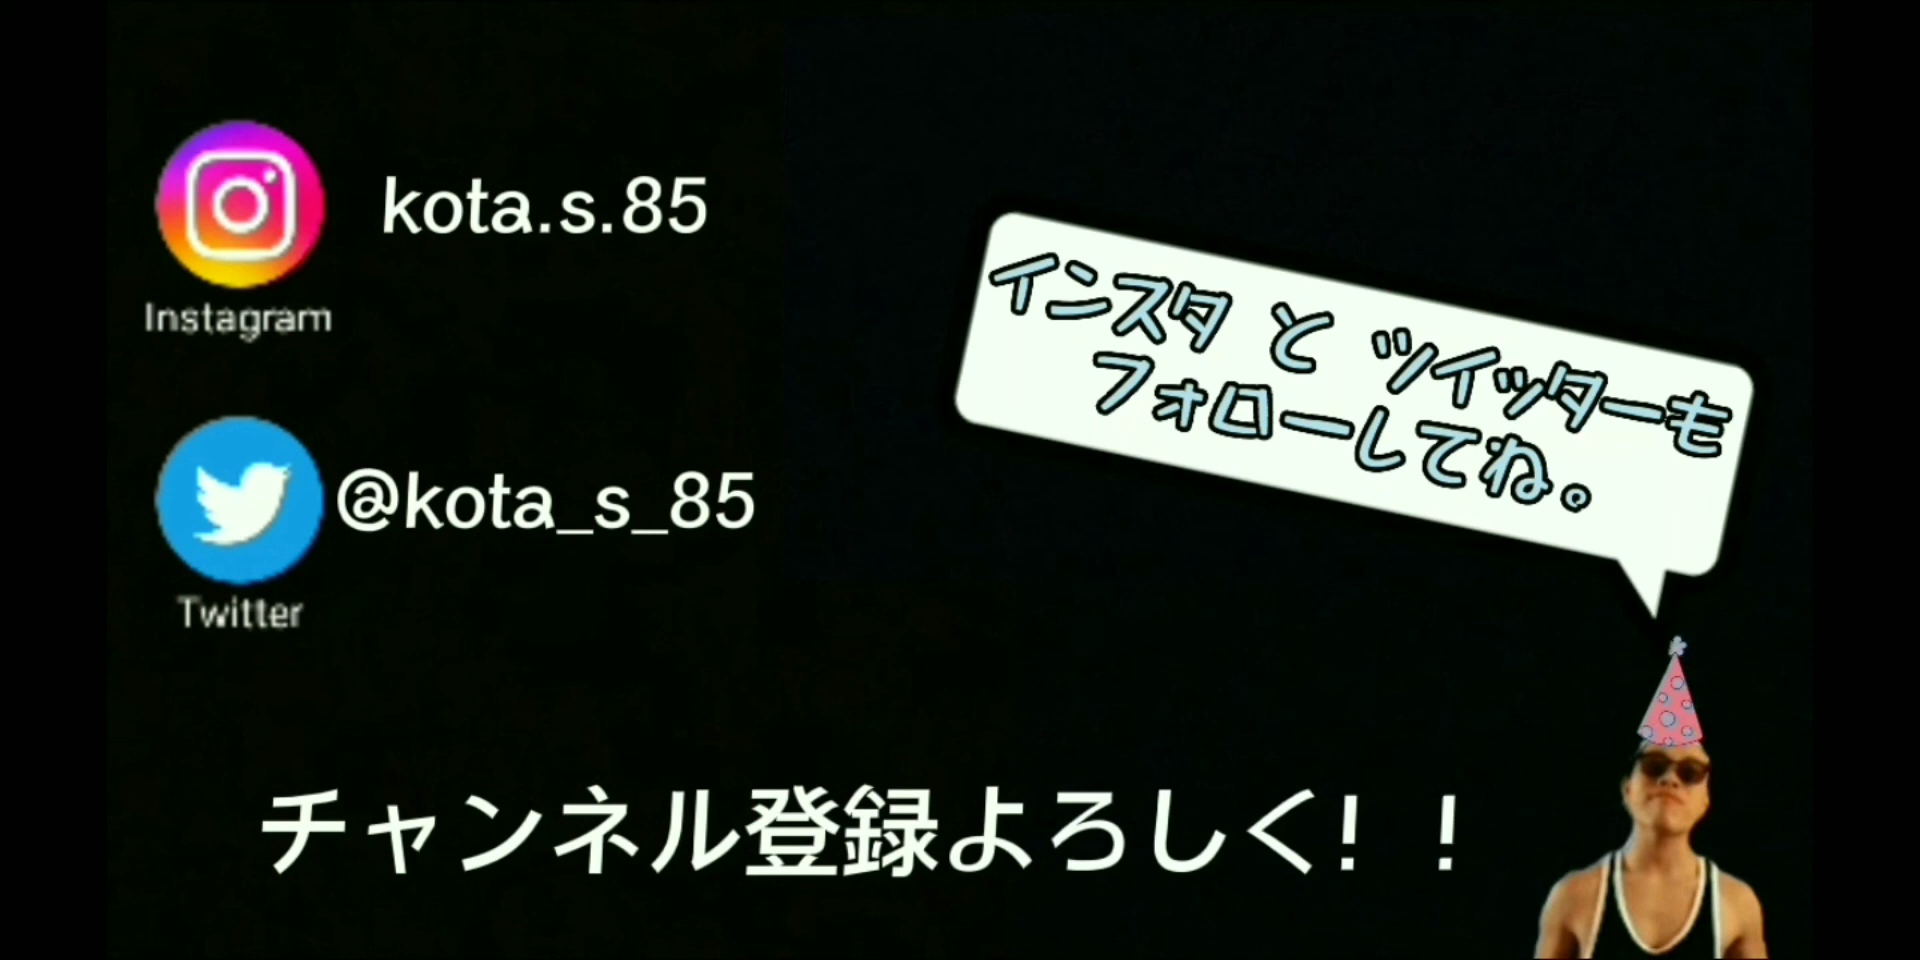 kota.s.85
Instagram
@kota_s_85
Twitter
インスタ と ツイッターも
フォローしてね。
チャンネル登録よろしく！！